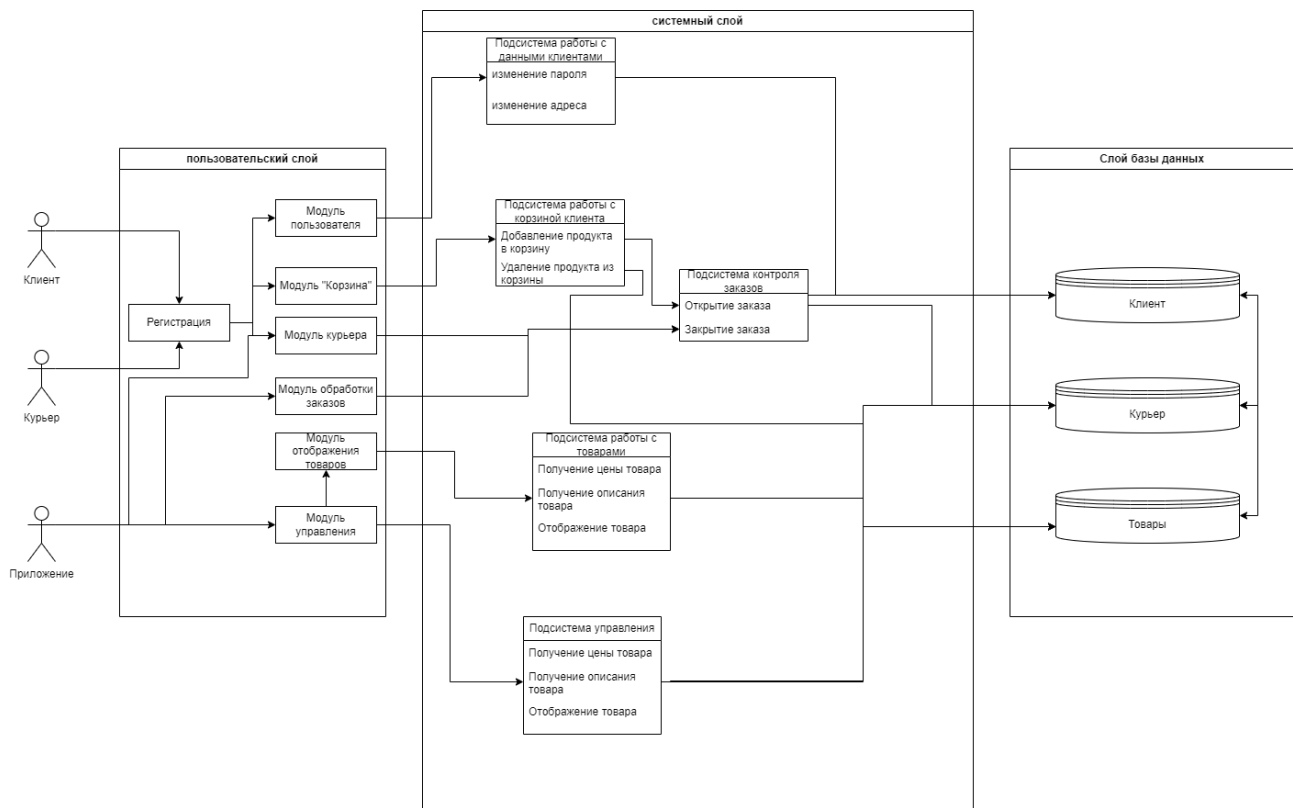 системный слой
Подсистема работы с
данными клиентами
изменение пароля
изменение адреса
пользовательский слой
Слой базы данных
Клиент
Курьер
Приложение
Регистрация
Модуль
пользователя
Модуль "Корзина"
Модуль курьера
Модуль обработки
заказов
Модуль
отображения
товаров
Модуль
управления
Подсистема работы с
корзиной клиента
Добавление продукта
в корзину
Удаление продукта из
корзины
Подсистема контроля
заказов
Открытие заказа
Закрытие заказа
Подсистема работы с
товарами
Получение цены товара
Получение описания
товара
Отображение товара
Подсистема управления
Получение цены товара
Получение описания
товара
Отображение товара
Клиент
Курьер
Товары